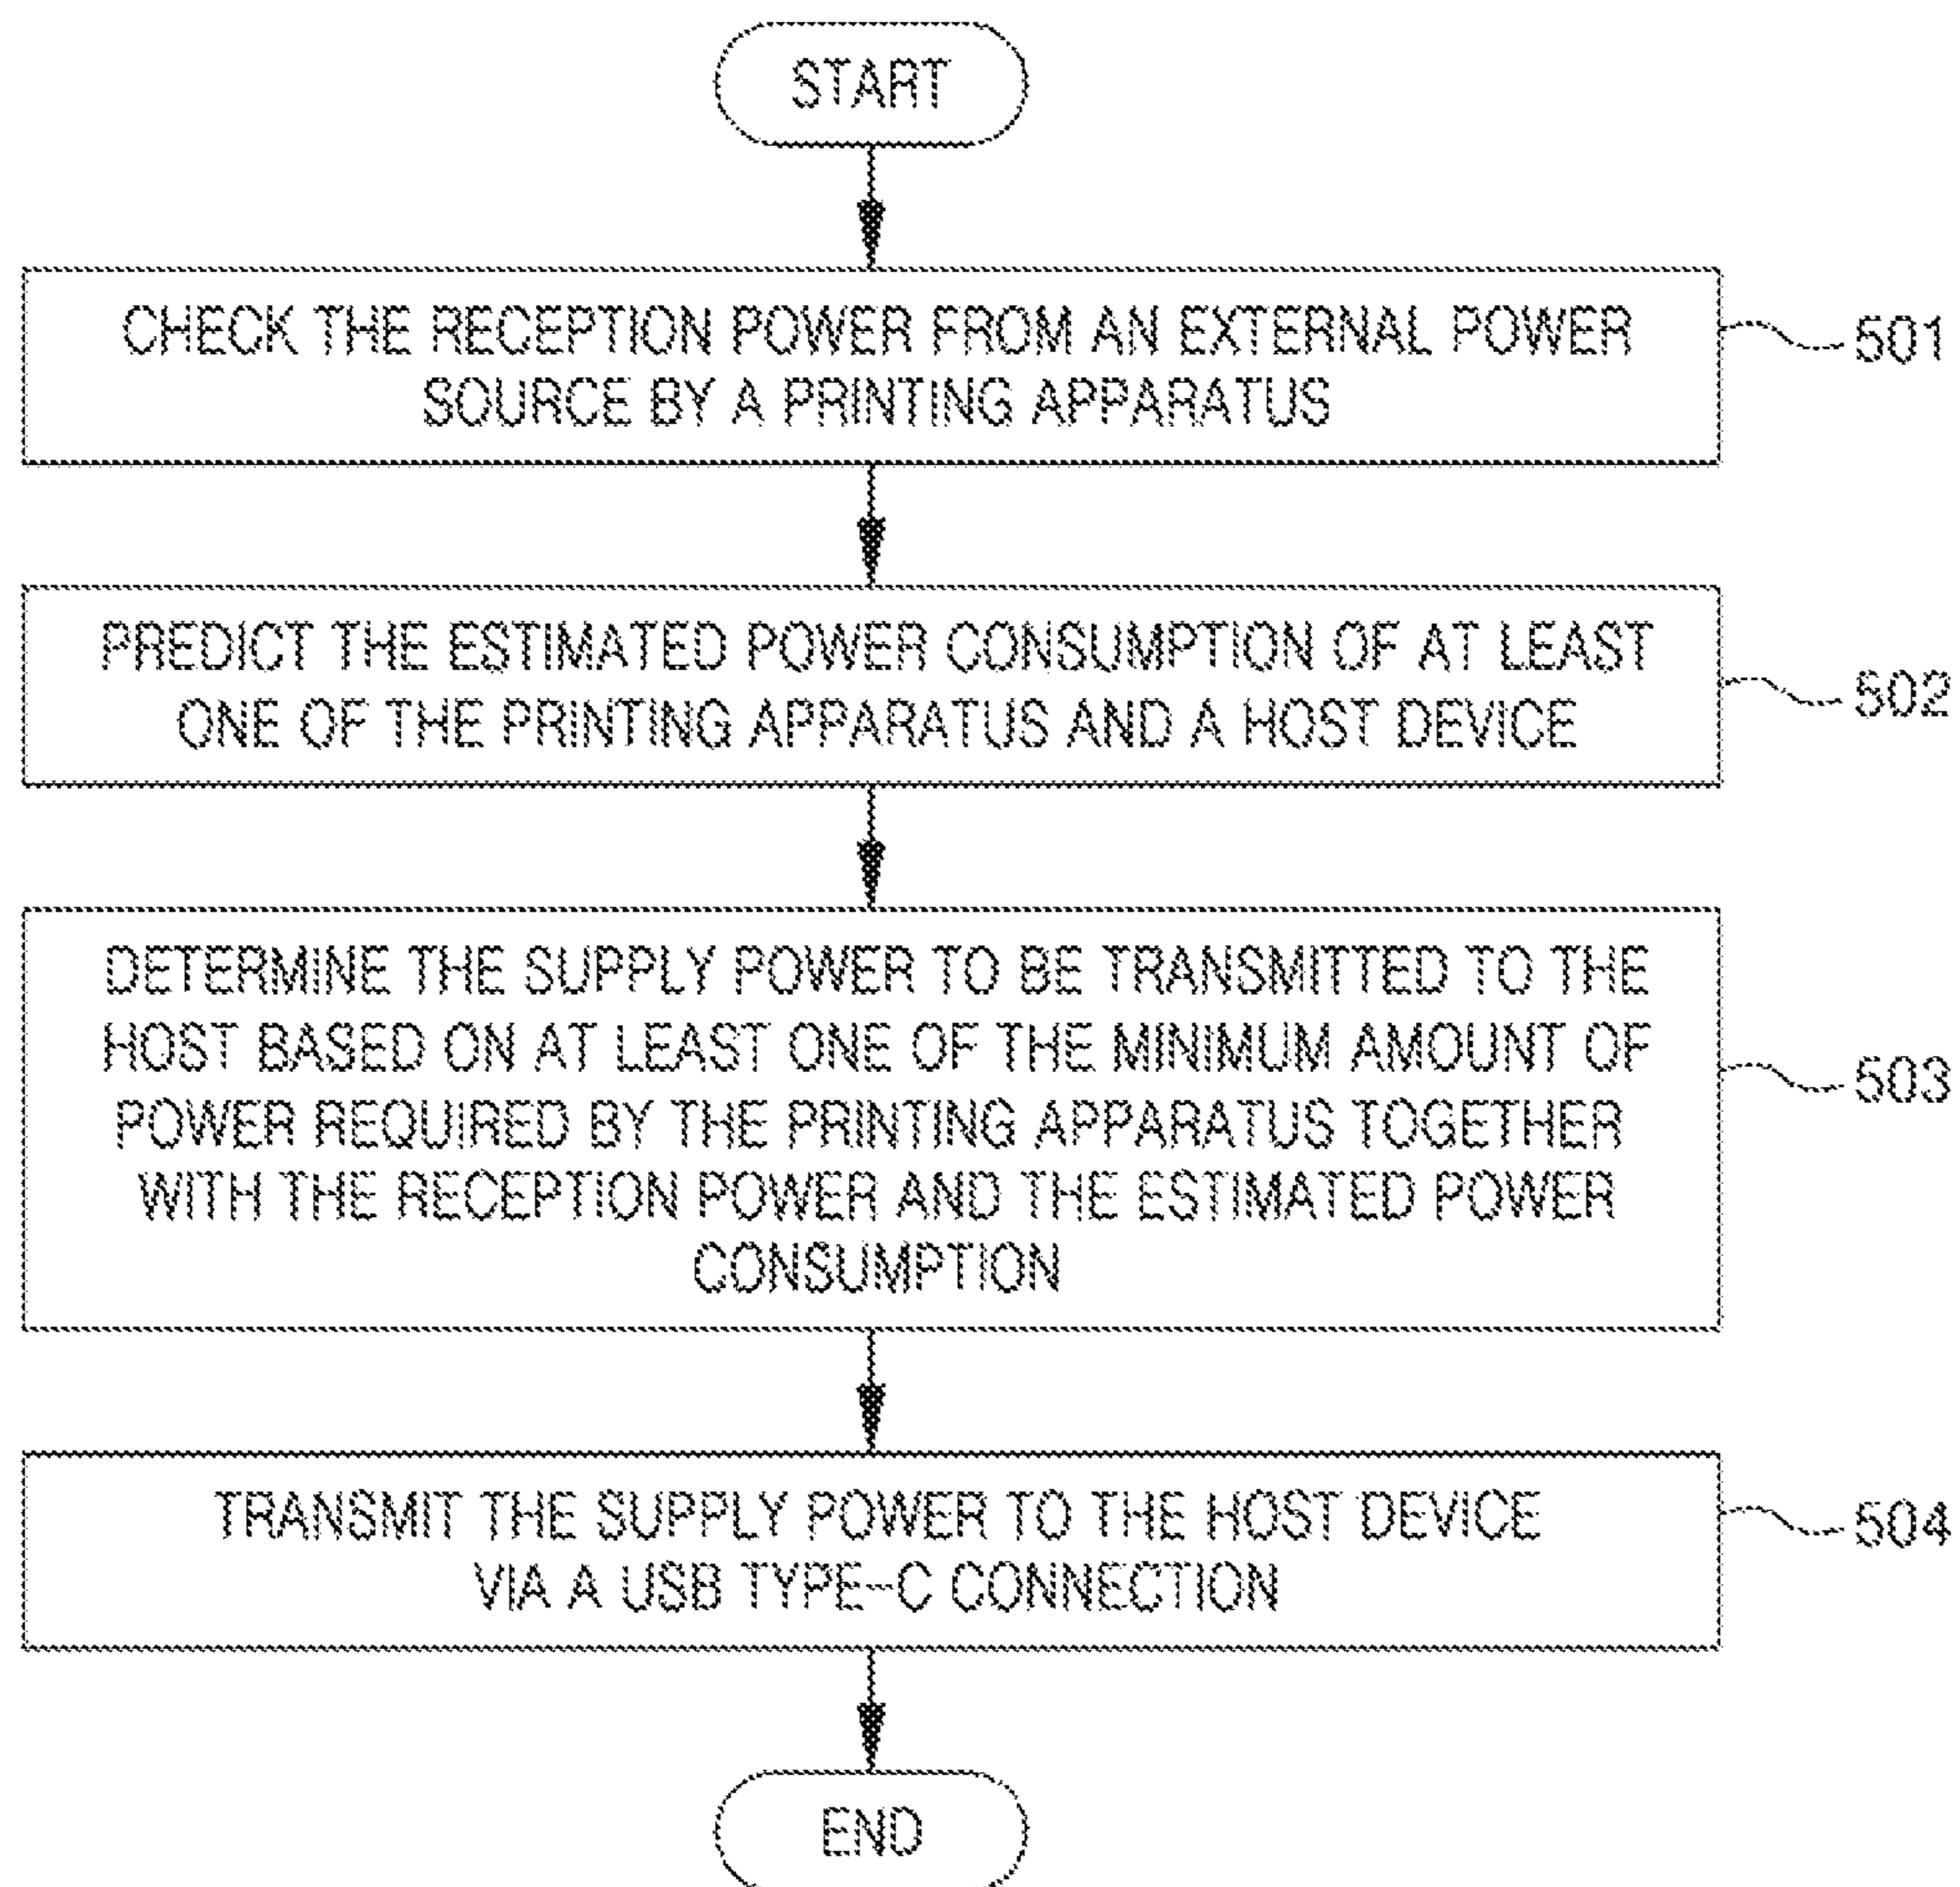 START
CHECK THE RECEPTION POWER FROM AN EXTERNAL POWER
SOURCE BY A PRINTING APPARATUS
501
PREDICT THE ESTIMATED POWER CONSUMPTION OF AT LEAST
ONE OF THE PRINTING APPARATUS AND A HOST DEVICE
502
DETERMINE THE SUPPLY POWER TO BE TRANSMITTED TO THE
HOST BASED ON AT LEAST ONE OF THE MINIMUM AMOUNT OF
POWER REQUIRED BY THE PRINTING APPARATUS TOGETHER
WITH THE RECEPTION POWER AND THE ESTIMATED POWER
CONSUMPTION
503
TRANSMIT THE SUPPLY POWER TO THE HOST DEVICE
VIA A USB TYPE-C CONNECTION
504
END